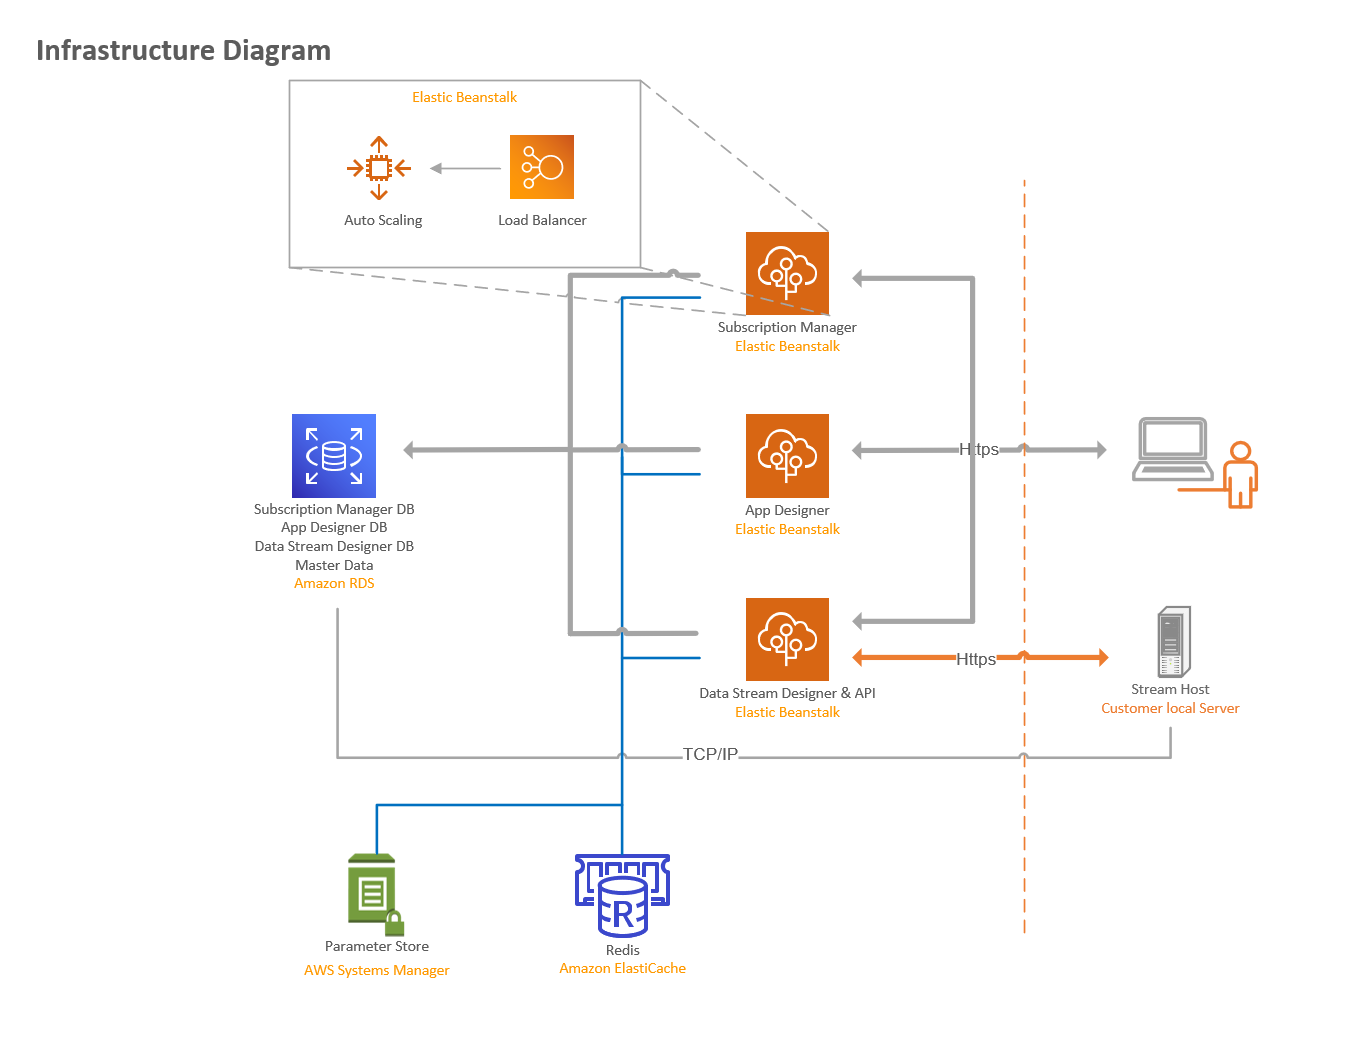 Infrastructure Diagram
Elastic Beanstalk
Auto Scaling
Load Balancer
Subscription Manager
Elastic Beanstalk
Https
Subscription Manager DB
App Designer DB
Data Stream Designer DB
Master Data
Amazon RDS
App Designer
Elastic Beanstalk
Https
Data Stream Designer & API
Elastic Beanstalk
Stream Host
Customer local Server
TCP/IP
R
Parameter Store
AWS Systems Manager
Redis
Amazon ElastiCache